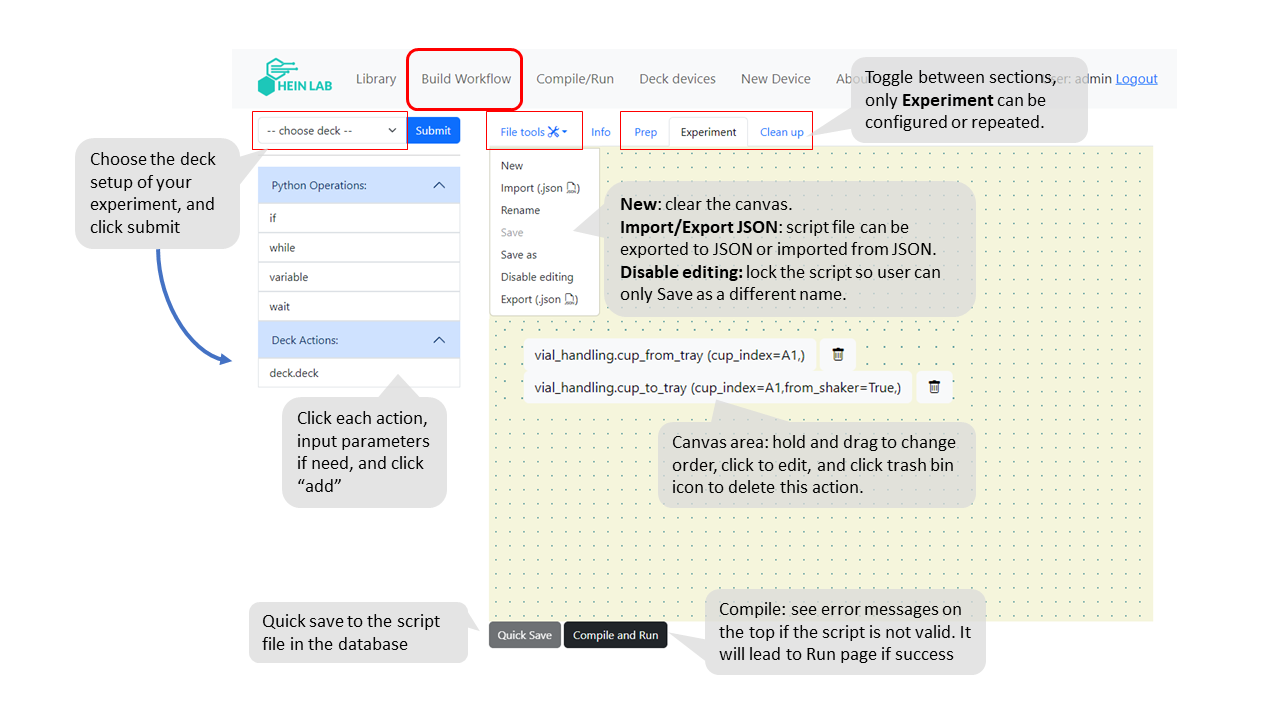 HEIN LAB
Library
Build Workflow
Compile/Run
Deck devices
New Device
Abou
er: admin Logout
Toggle between sections,
only Experiment can be
configured or repeated.
-- choose deck --
Submit
File tools
Info
Prep
Experiment
Clean up
Choose the deck
setup of your
experiment, and
click submit
Python Operations:
if
while
variable
wait
Deck Actions:
deck.deck
New
Import (.json)
Rename
Save
Save as
Disable editing
Export (.json)
New: clear the canvas.
Import/Export JSON: script file can be
exported to JSON or imported from JSON.
Disable editing: lock the script so user can
only Save as a different name.
vial_handling.cup_from_tray (cup_index=A1,)
vial_handling.cup_to_tray (cup_index=A1,from_shaker=True,)
Click each action,
input parameters
if need, and click
“add”
Canvas area: hold and drag to change
order, click to edit, and click trash bin
icon to delete this action.
Quick save to the script
file in the database
Quick Save
Compile and Run
Compile: see error messages on
the top if the script is not valid. It
will lead to Run page if success